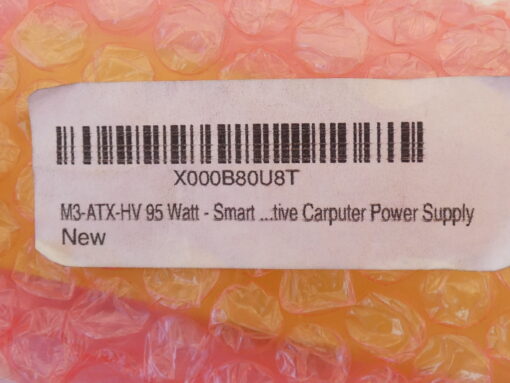 X000B80U8T
M3-ATX-HV 95 Watt - Smart ...tive Carputer Power Supply
New